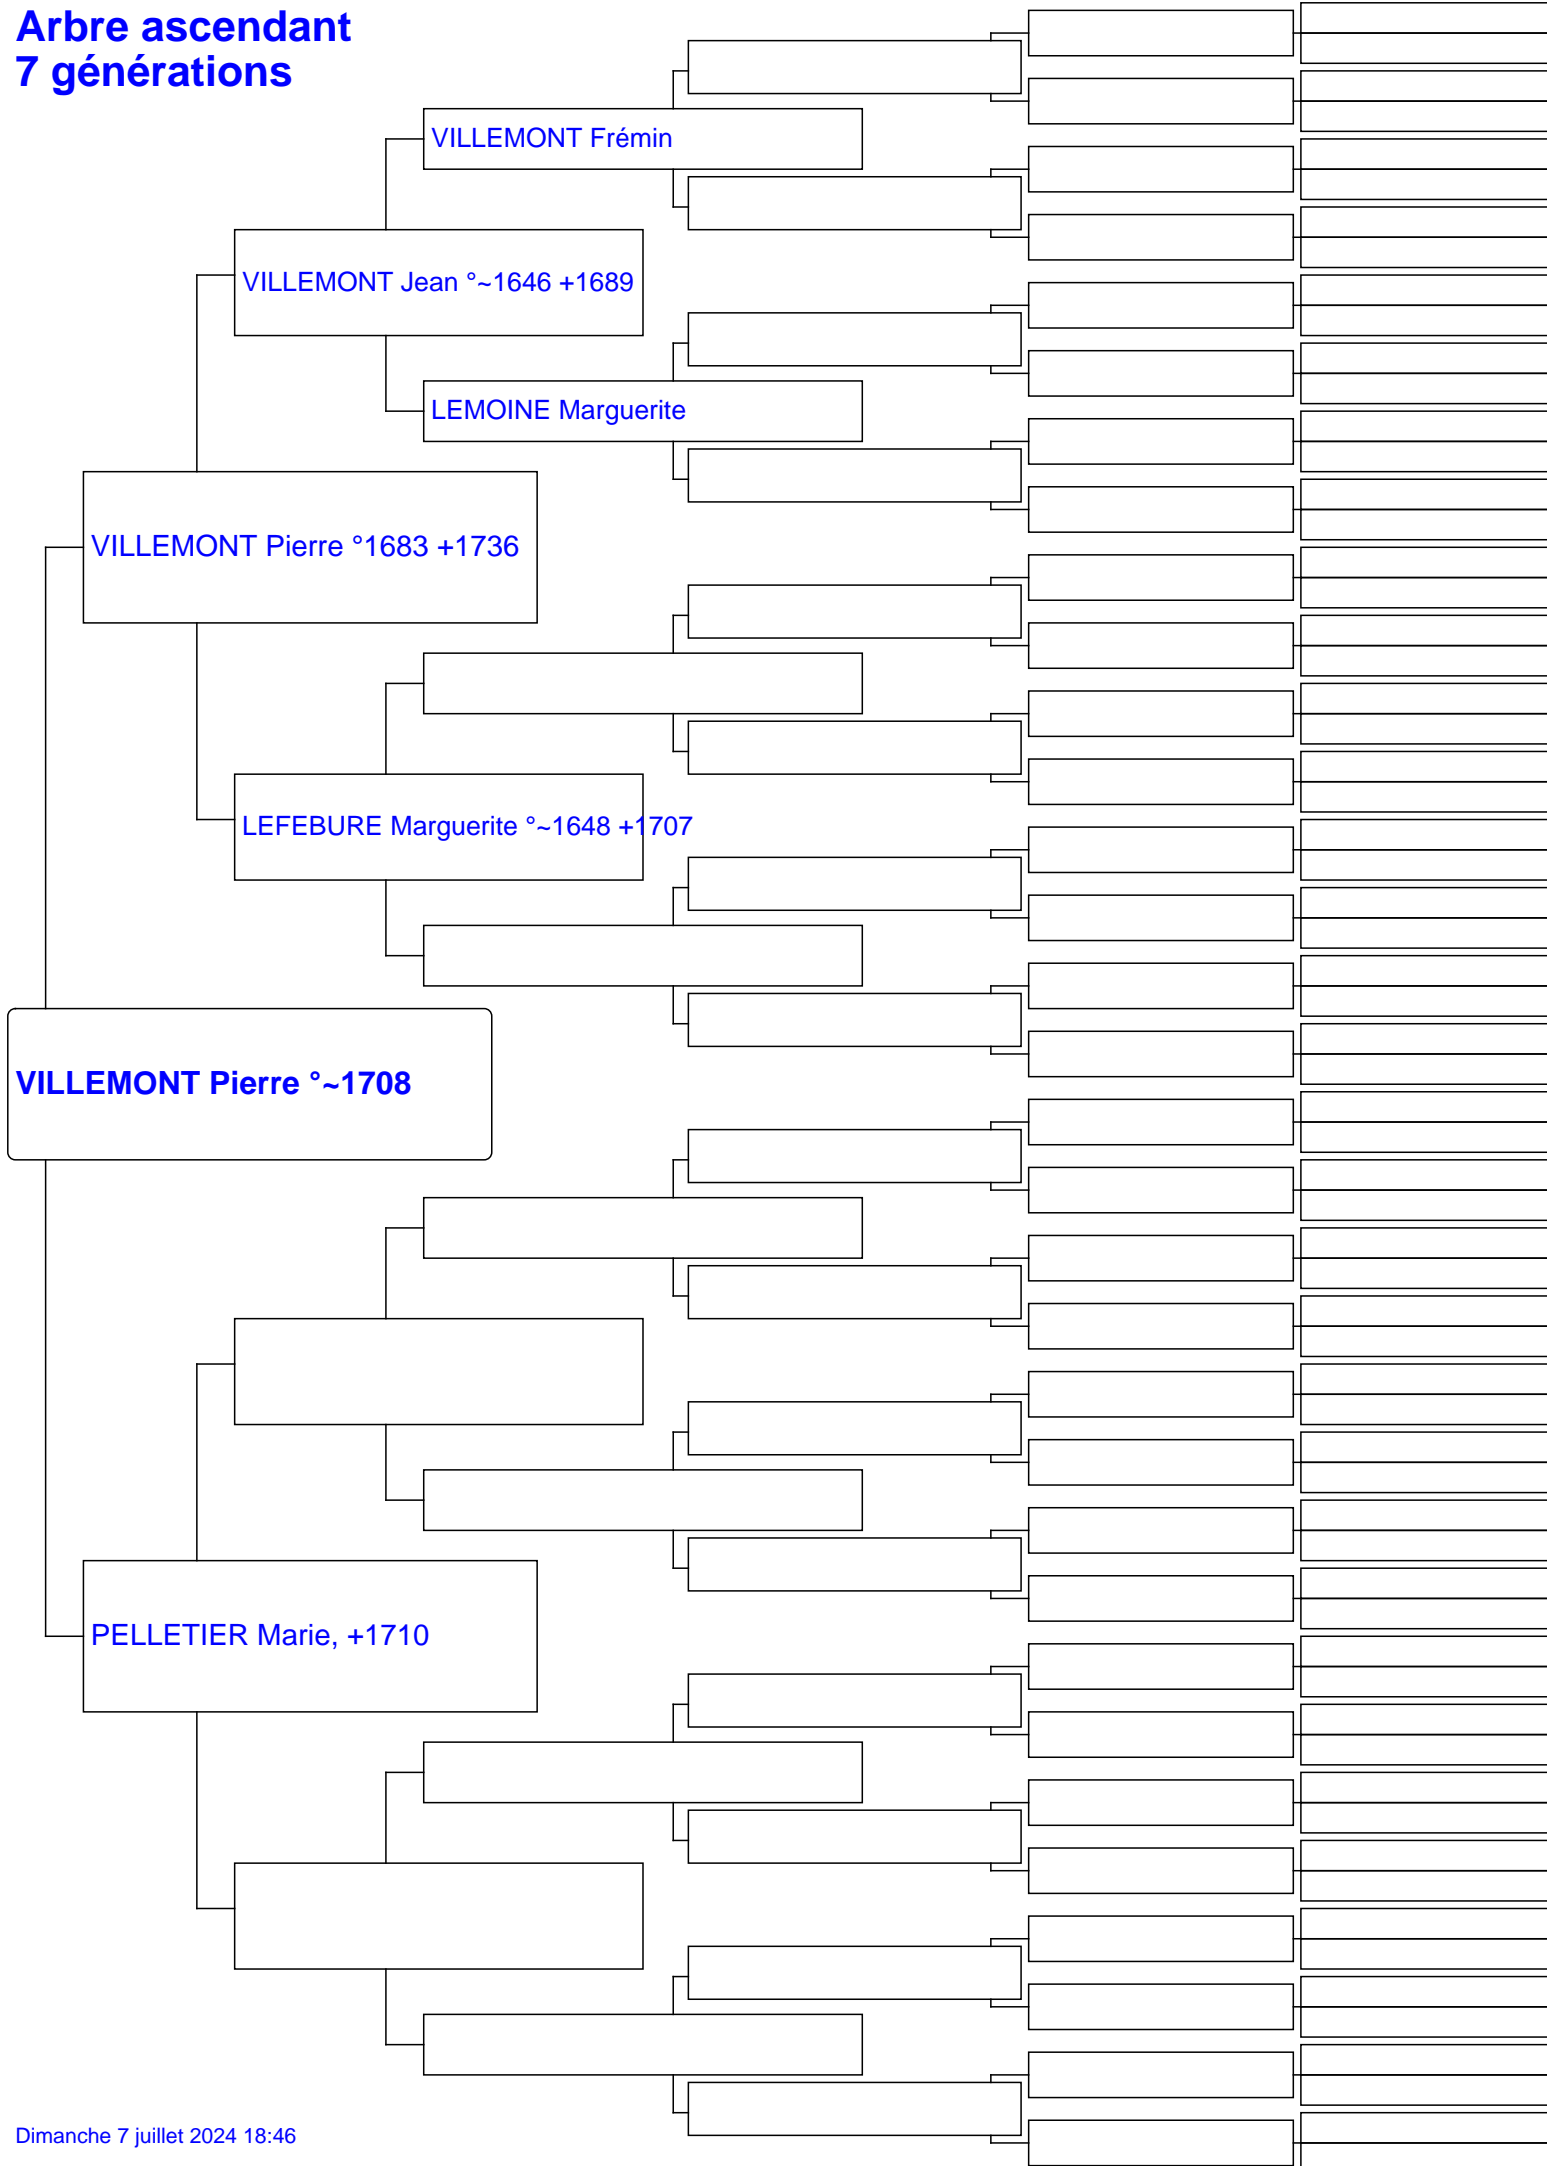 Arbre ascendant
7 générations
VILLEMONT Frémin
VILLEMONT Jean °~1646 +1689
LEMOINE Marguerite
VILLEMONT Pierre °1683 +1736
LEFEBURE Marguerite °~1648 +1707
VILLEMONT Pierre °~1708
PELLETIER Marie, +1710
Dimanche 7 juillet 2024 18:46